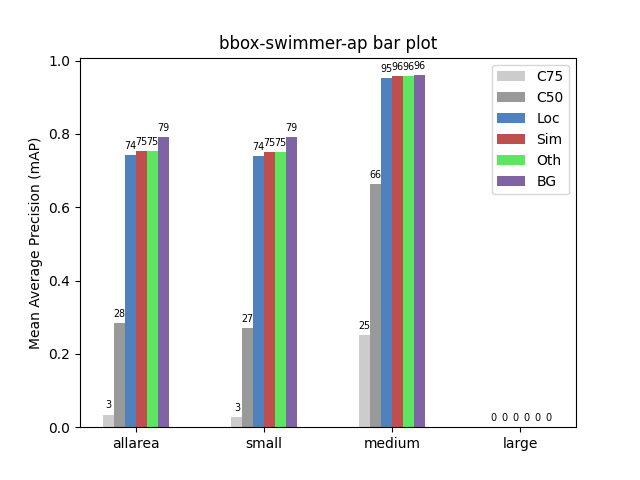 bbox-swimmer-ap bar plot
Mean Average Precision (mAP)
1.0
0.8
0.6
0.4
0.2
0.0
3 28 74 75 75 79
3 27 74 75 75 79
25 66 95 96 96 96
0 0 0 0 0 0
allarea small medium large
C75
C50
Loc
Sim
Oth
BG